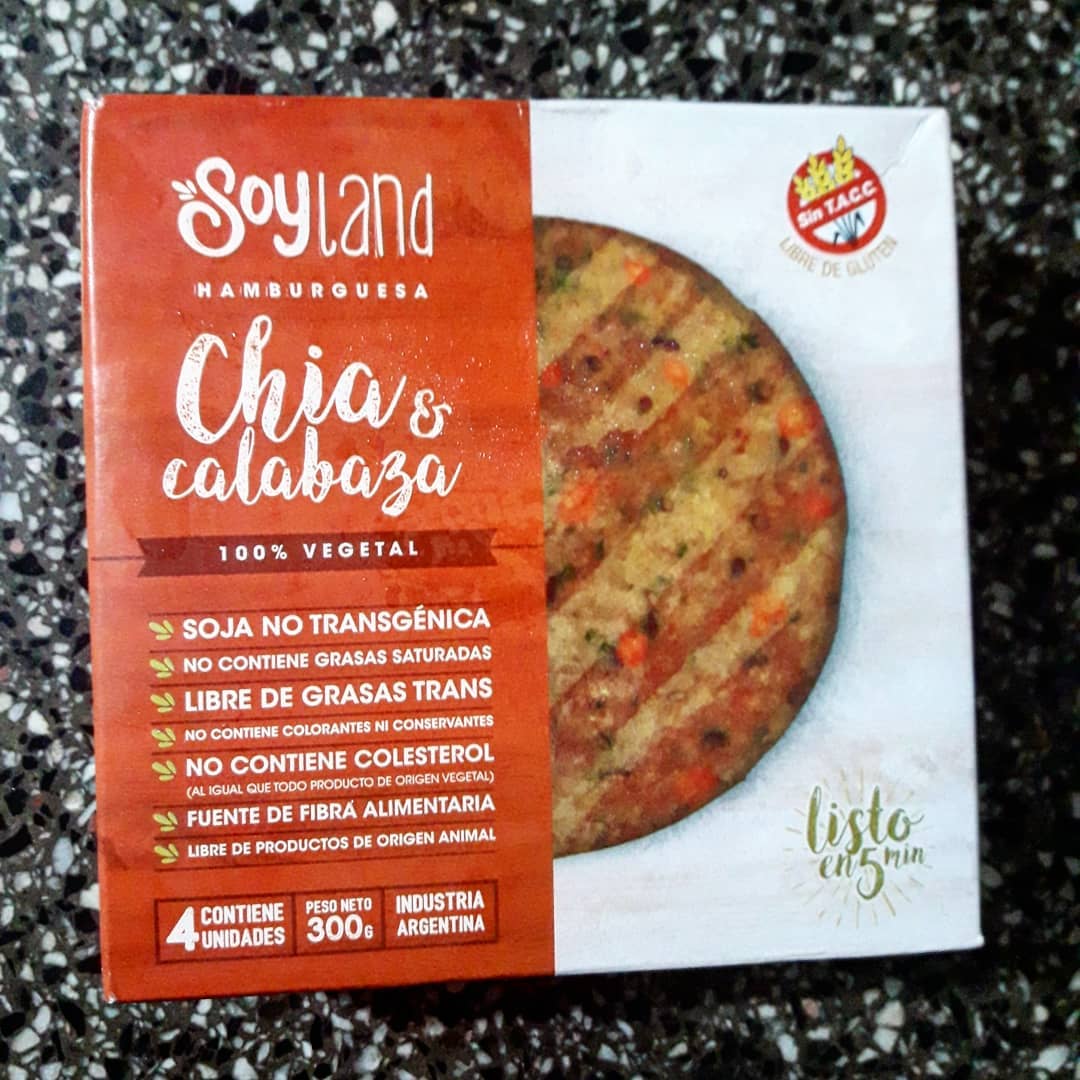 Soyland
HAMBURGUESA
Chia &
calabaza
100% VEGETAL
SOJA NO TRANSGÉNICA
NO CONTIENE GRASAS SATURADAS
LIBRE DE GRASAS TRANS
NO CONTIENE COLORANTES NI CONSERVANTES
NO CONTIENE COLESTEROL
(AL IGUAL QUE TODO PRODUCTO DE ORIGEN VEGETAL)
FUENTE DE FIBRA ALIMENTARIA
LIBRE DE PRODUCTOS DE ORIGEN ANIMAL
4 CONTIENE
UNIDADES
PESO NETO
300G
INDUSTRIA
ARGENTINA
Sin T.A.C.C.
LIBRE DE GLUTEN
listo
en 5 min